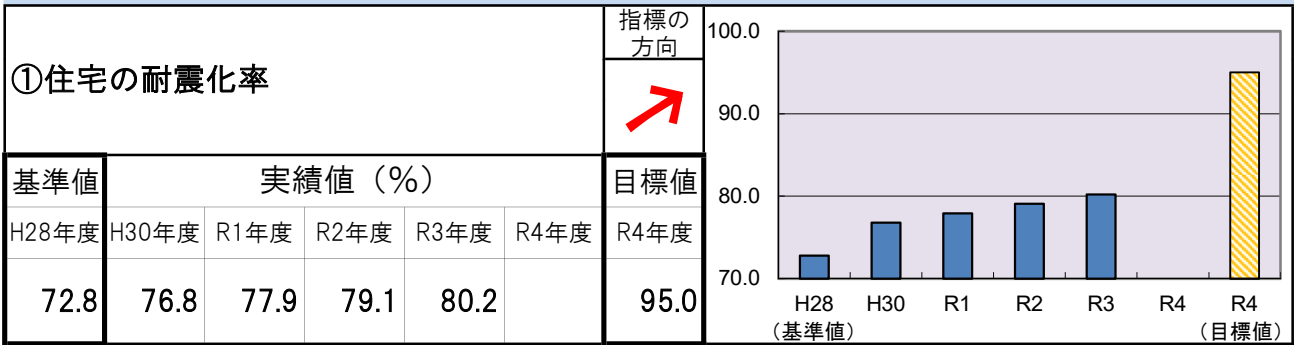 ①住宅の耐震化率
指標の
方向
基準値 実績値（％） 目標値
H28年度 H30年度 R1年度 R2年度 R3年度 R4年度 R4年度
72.8 76.8 77.9 79.1 80.2 95.0
100.0
90.0
80.0
70.0
H28 H30 R1 R2 R3 R4 R4
（基準値） （目標値）